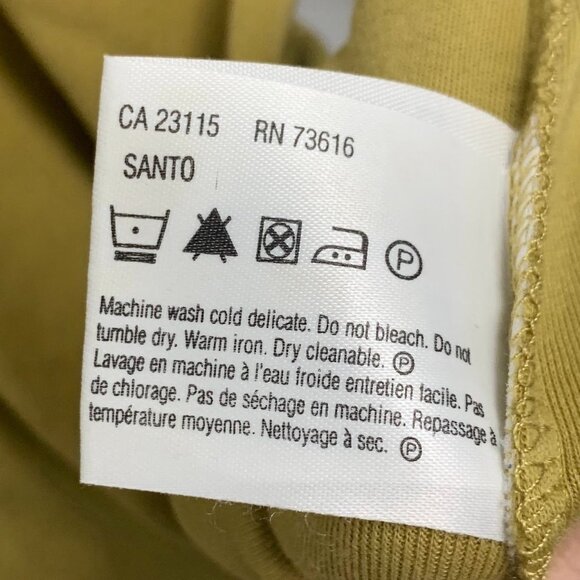 CA 23115 RN 73616
SANTO
P
Machine wash cold delicate. Do not bleach. Do not
tumble dry. Warm iron. Dry cleanable. Ⓟ
Lavage en machine à l'eau froide entretien facile. Pas
de chlorage. Pas de séchage en machine. Repassage à
température moyenne. Nettoyage à sec. Ⓟ